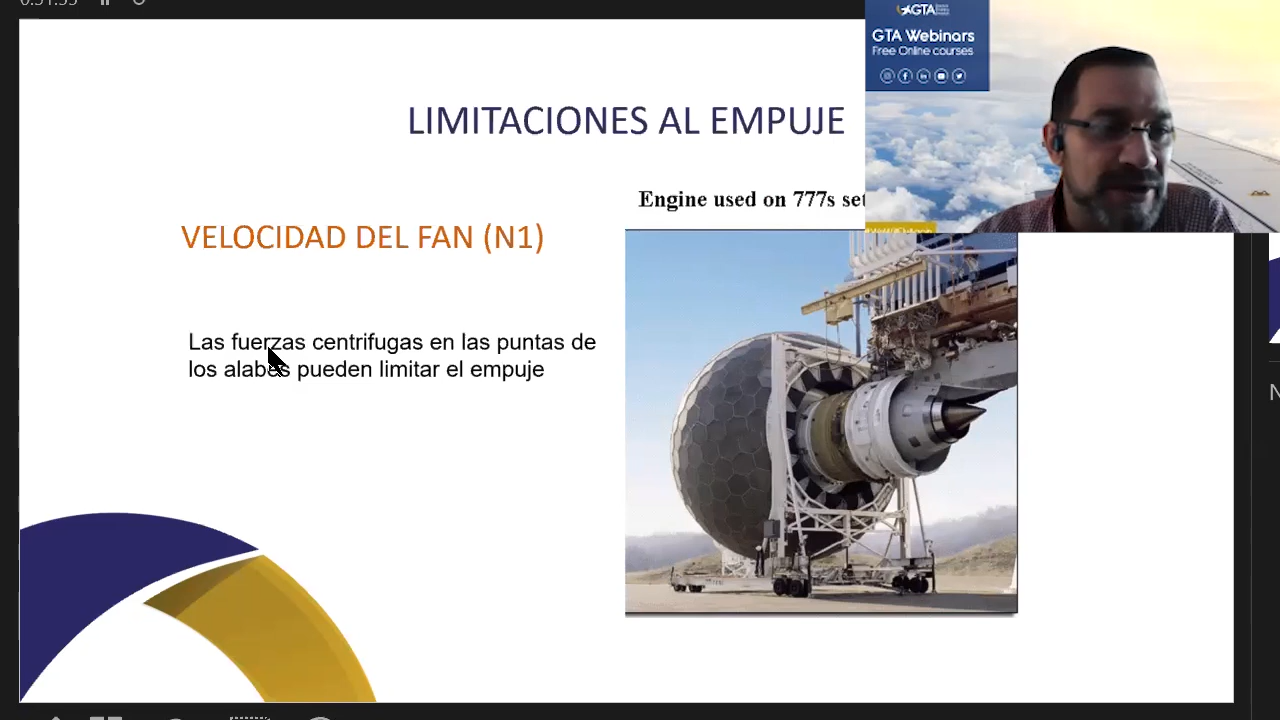 GTA
GTA Webinars
Free Online courses
LIMITACIONES AL EMPUJE
Engine used on 777s set
VELOCIDAD DEL FAN (N1)
Las fuerzas centrifugas en las puntas de
los alabes pueden limitar el empuje